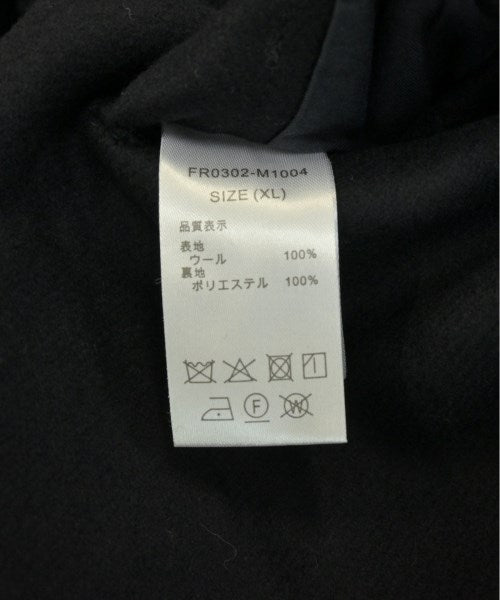 FR0302-M1004
SIZE (XL)
品質表示
表地
ウール 100%
裏地
ポリエステル 100%
F W